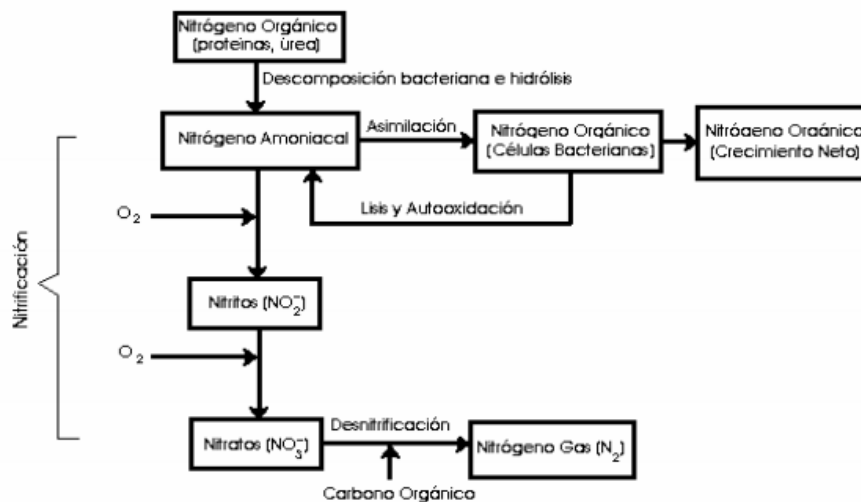 Nitrógeno Orgánico
(proteinas, úrea)
Descomposición bacteriana e hidrólisis
Nitrógeno Amoniacal
Asimilación
Nitrógeno Orgánico
(Células Bacterianas)
Nitrógeno Orgánico
(Crecimiento Neto)
Lisis y Autooxidación
O₂
Nitrificación
Nitritos (NO₂⁻)
O₂
Nitratos (NO₃⁻)
Desnitrificación
Nitrógeno Gas (N₂)
Carbono Orgánico